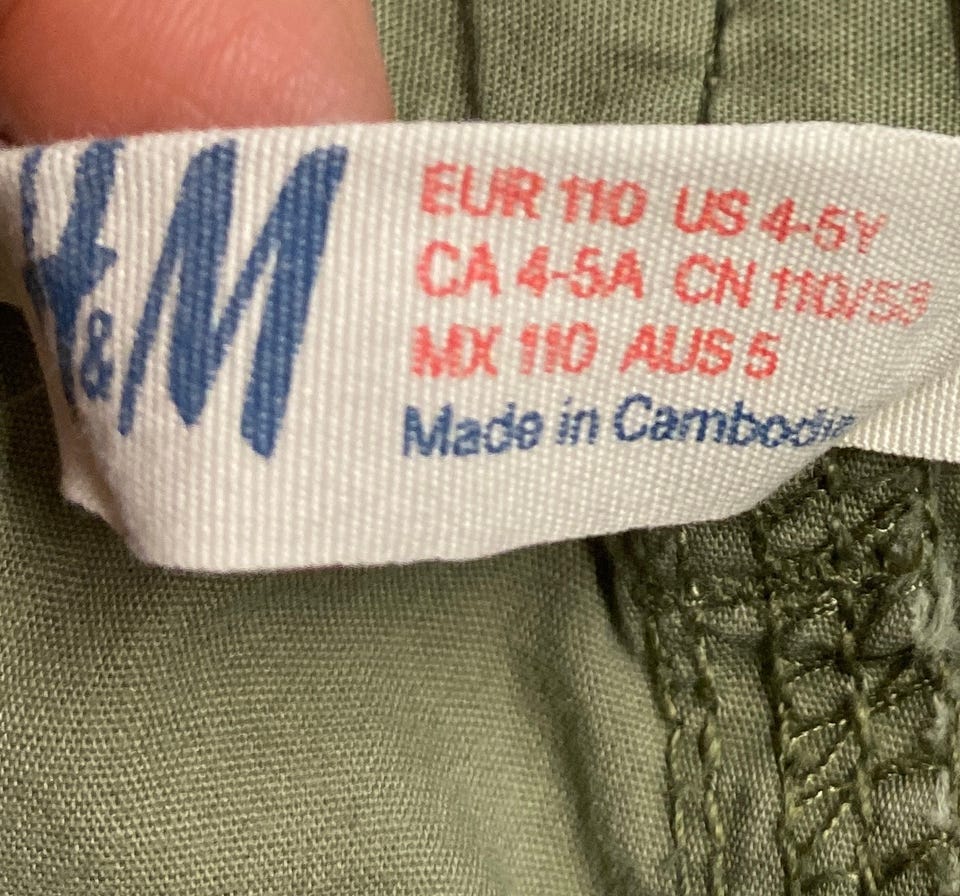 H&M
EUR 110 US 4-5Y
CA 4-5A CN 110/53
MX 110 AUS 5
Made in Cambodia